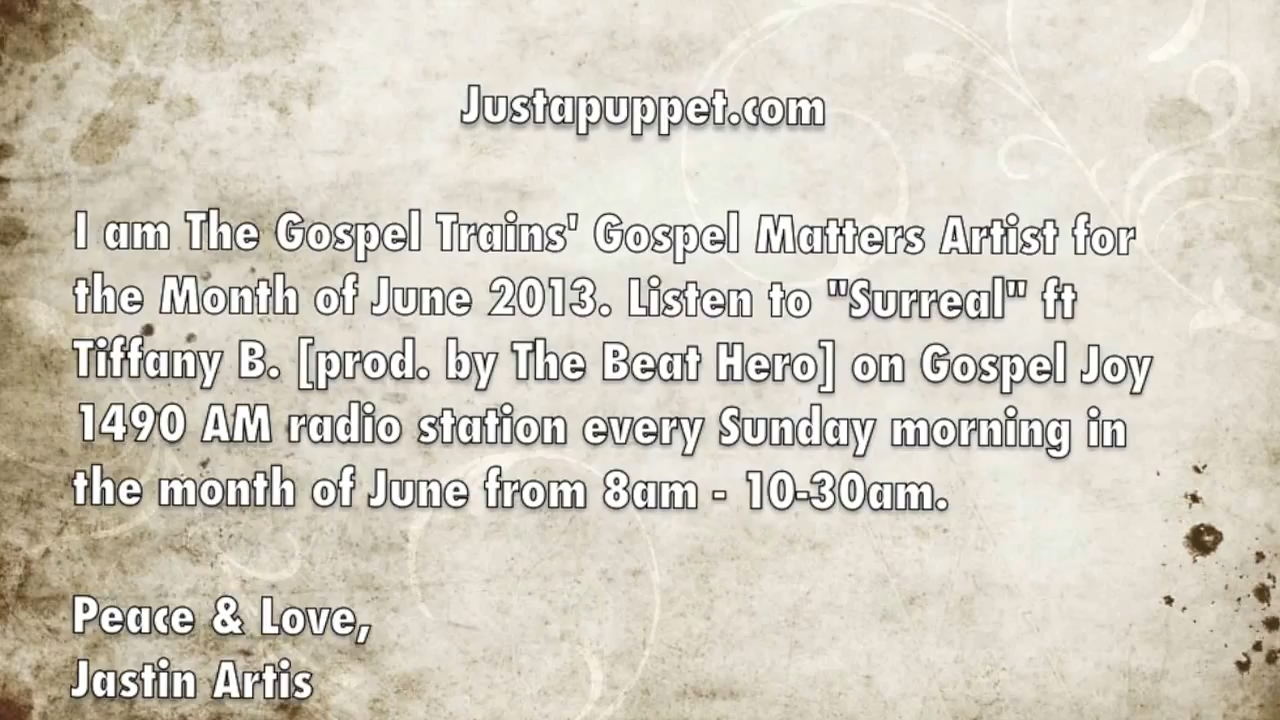 Justapuppet.com
I am The Gospel Trains' Gospel Matters Artist for
the Month of June 2013. Listen to "Surreal" ft
Tiffany B. [prod. by The Beat Hero] on Gospel Joy
1490 AM radio station every Sunday morning in
the month of June from 8am - 10-30am.
Peace & Love,
Jastin Artis